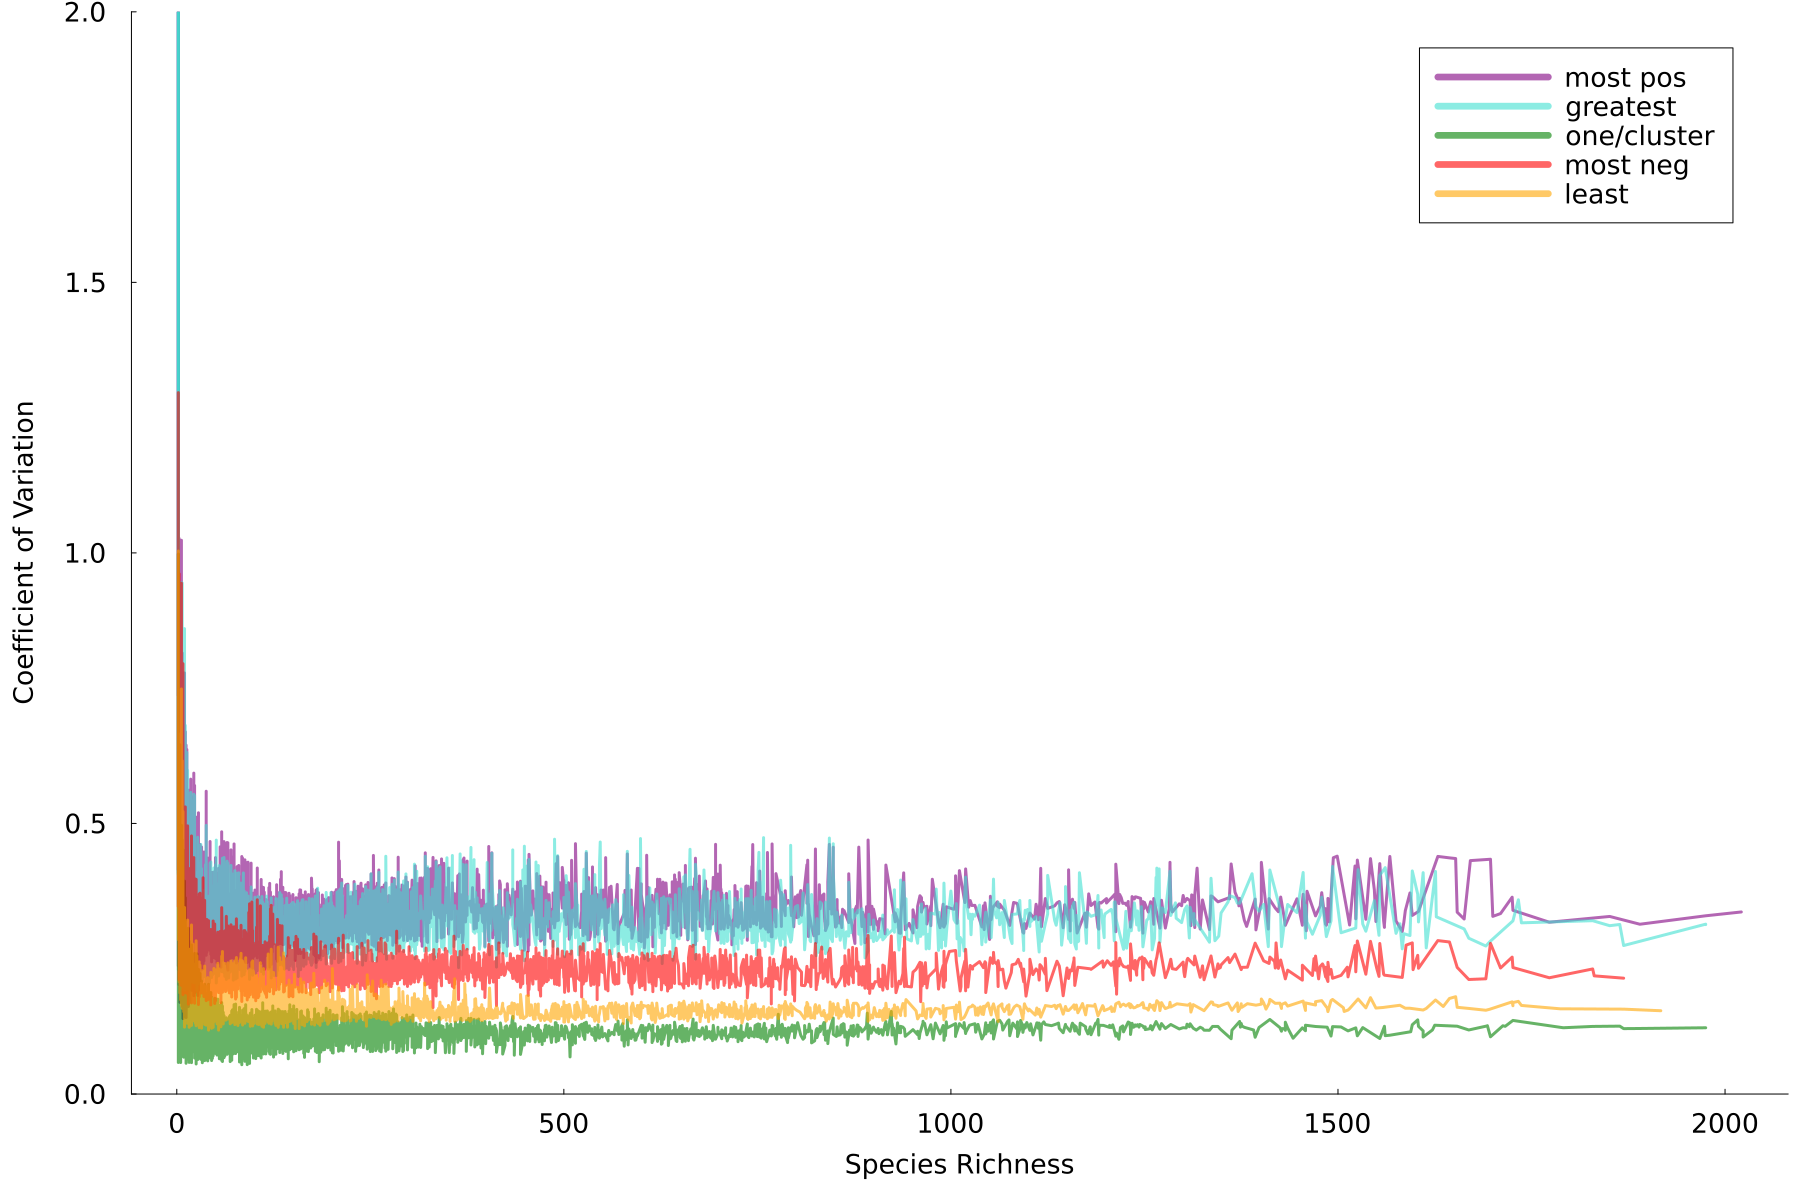 2.0
1.5
1.0
0.5
0.0
Coefficient of Variation
most pos
greatest
one/cluster
most neg
least
0 500 1000 1500 2000
Species Richness